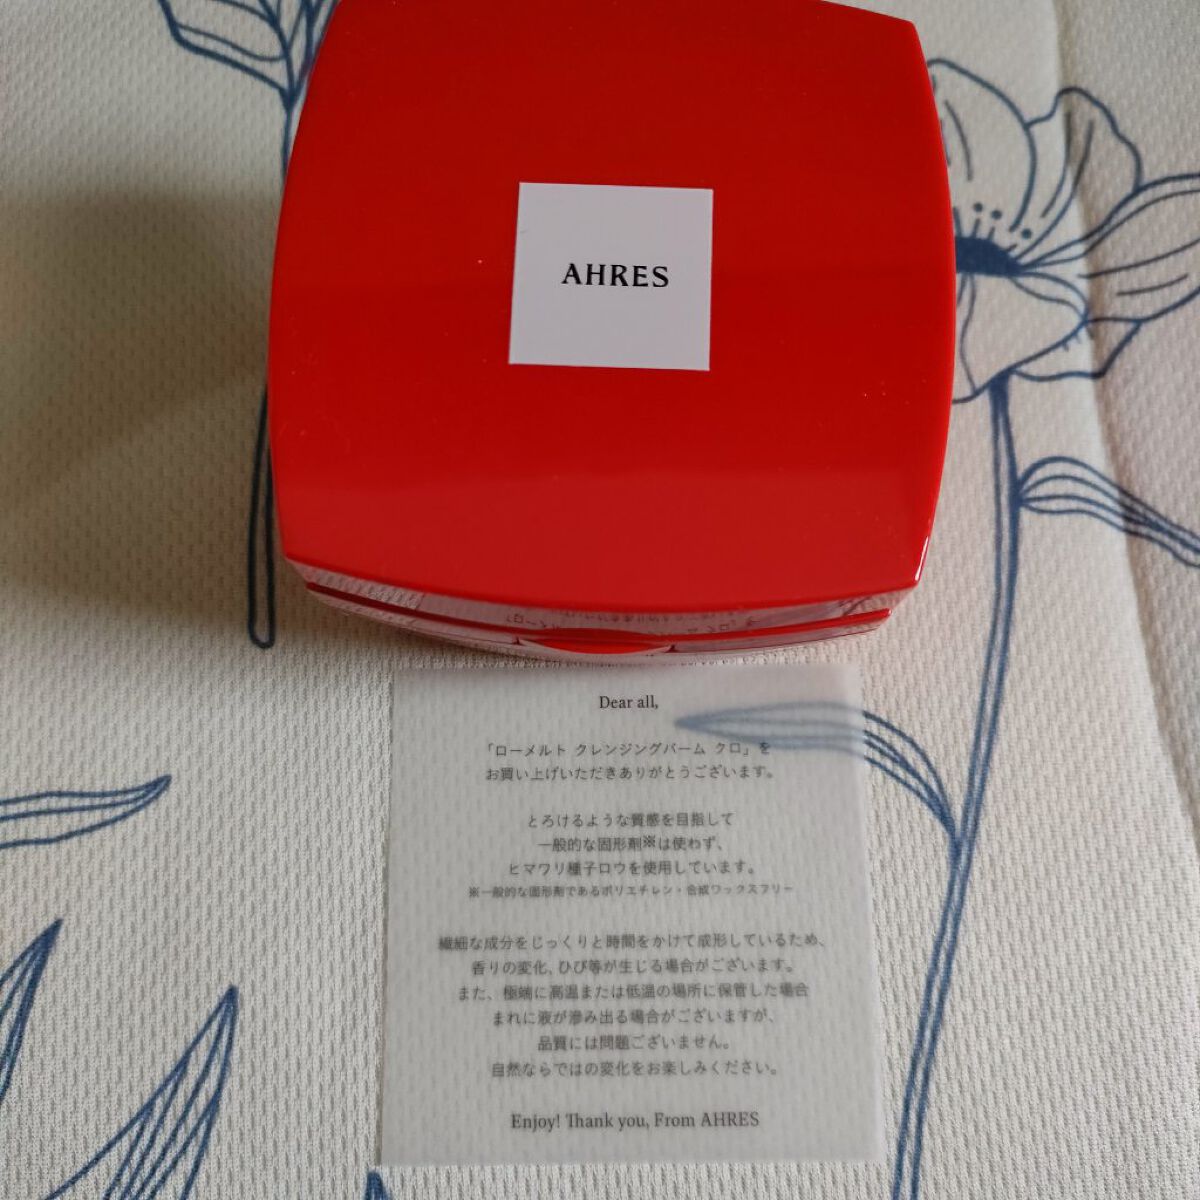 AHRES
Dear all,
「ローメルト クレンジングバーム クロ」を
お買い上げいただきありがとうございます。
とろけるような質感を目指して
一般的な固形剤※は使わず、
ヒマワリ種子ロウを使用しています。
※一般的な固形剤であるポリエチレン・合成ワックスフリー
繊細な成分をじっくりと時間をかけて成形しているため、
香りの変化、ひび等が生じる場合がございます。
また、極端に高温または低温の場所に保管した場合
まれに液が滲み出る場合がございますが、
品質には問題ございません。
自然ならではの変化をお楽しみください。
Enjoy! Thank you, From AHRES